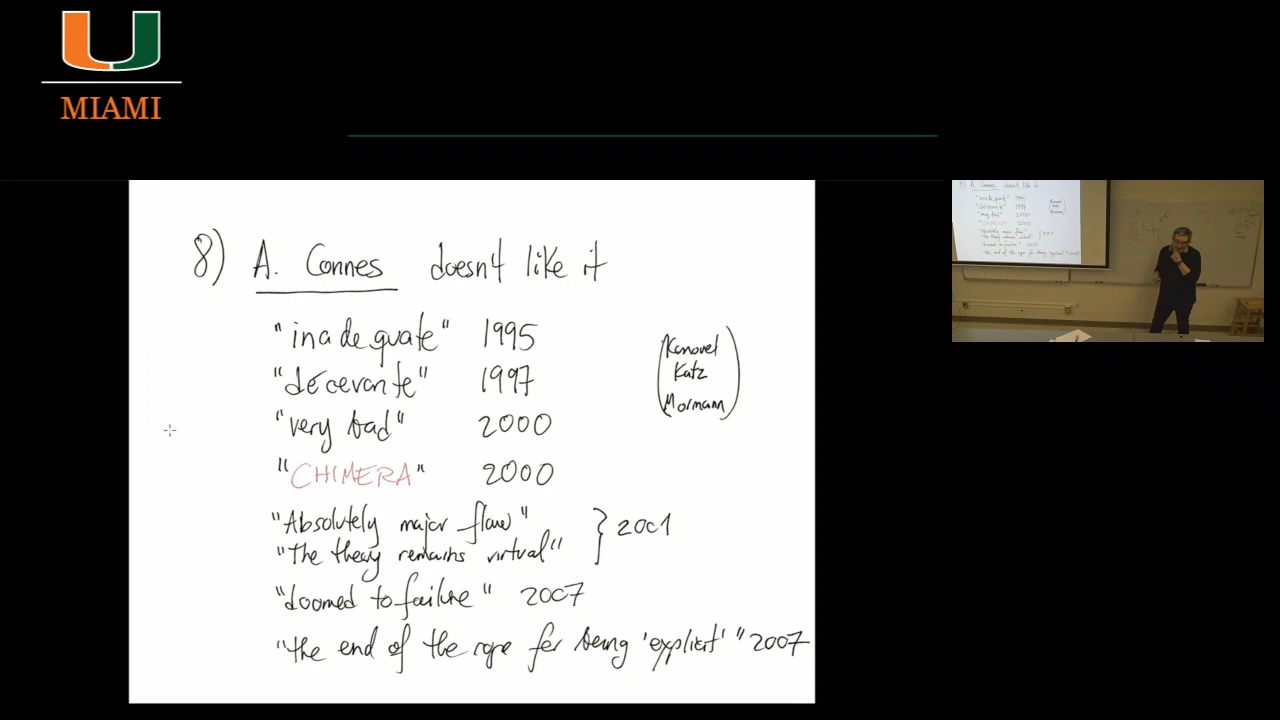 MIAMI
8) A. Connes doesn't like it
"inadequate" 1995
"décevante" 1997
"very bad" 2000
"CHIMERA" 2000
(Kanovei
Katz
Mormann)
"Absolutely major flaw"
"The theory remains virtual" } 2001
"doomed to failure" 2007
"the end of the rope for being 'explicit'" 2007